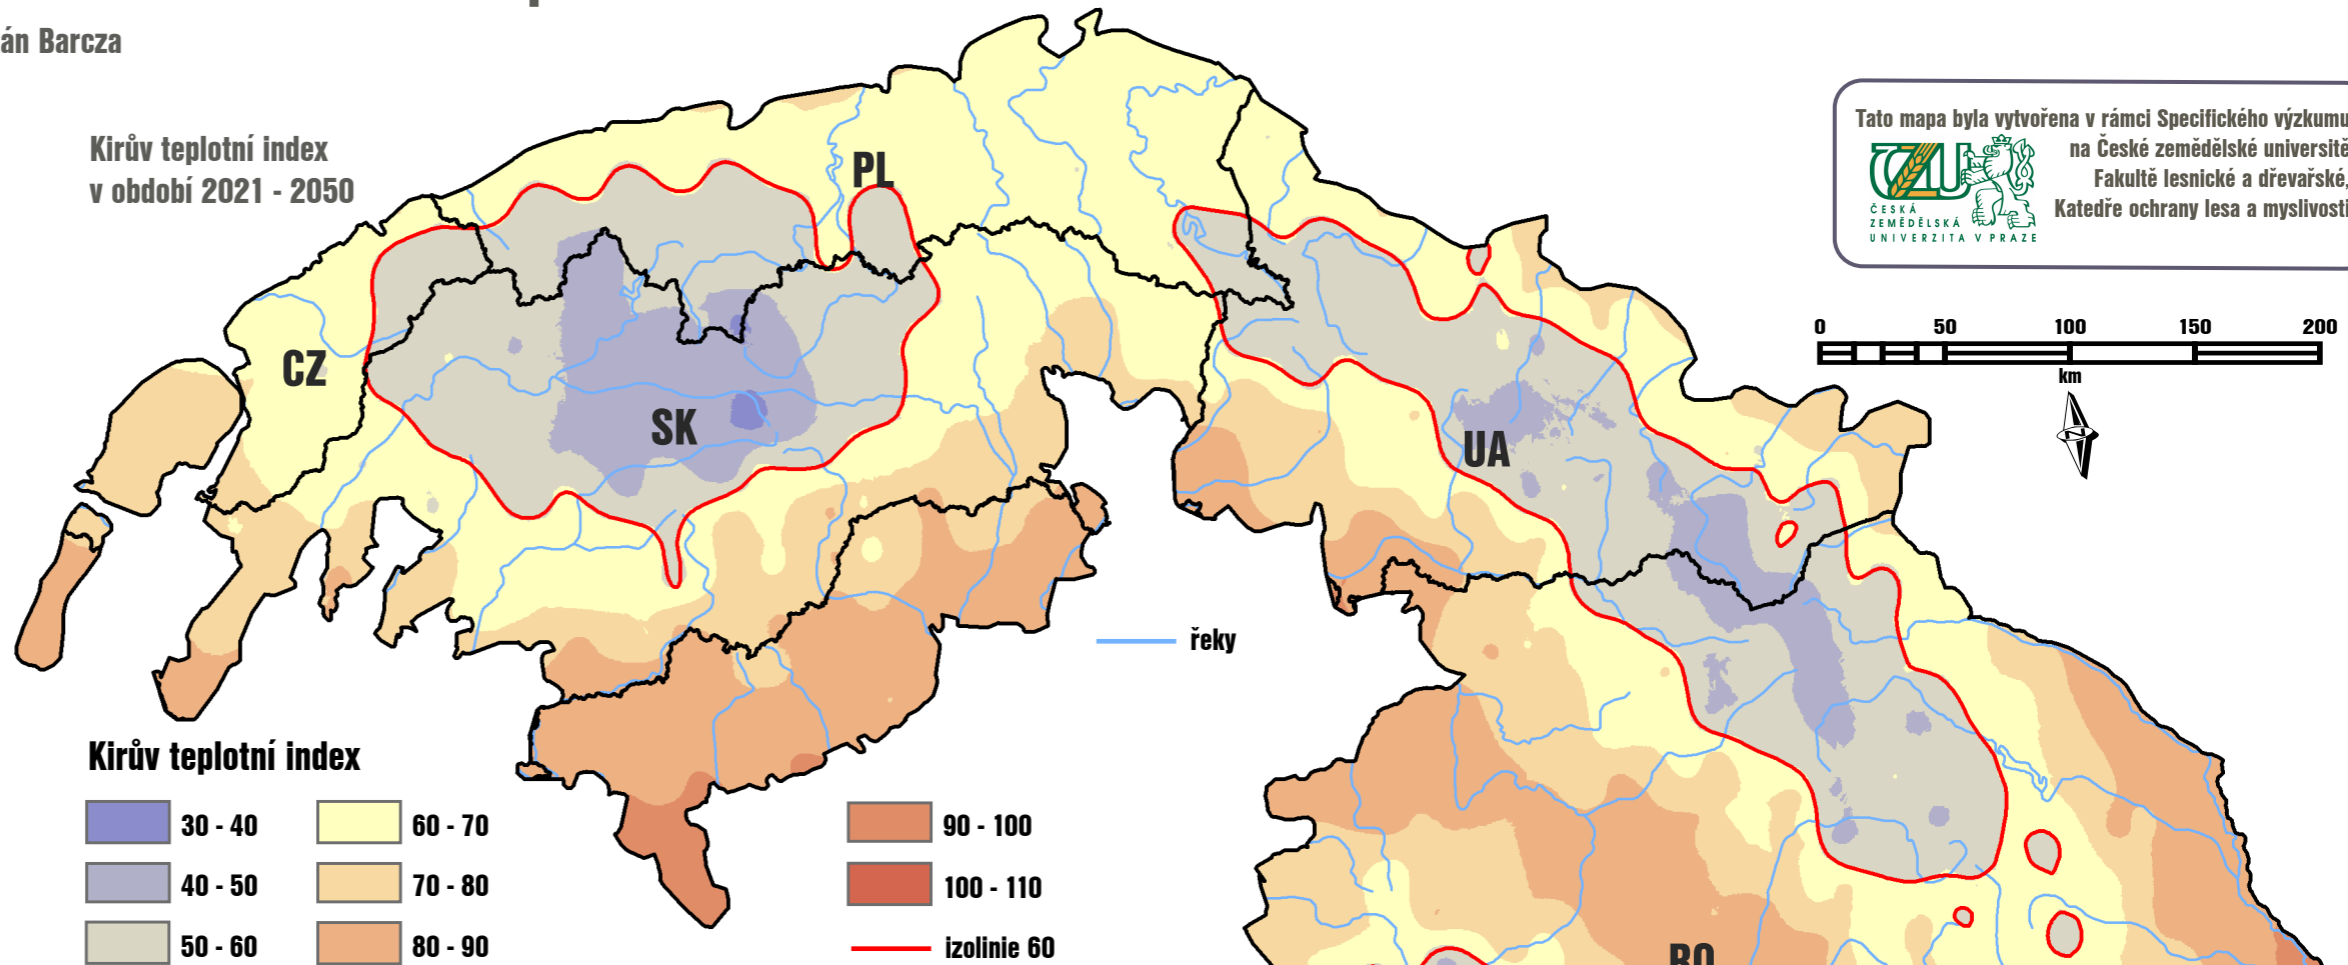 án Barcza
Kirův teplotní index
v období 2021 - 2050
Tato mapa byla vytvořena v rámci Specifického výzkumu
na České zemědělské universitě
Fakultě lesnické a dřevařské,
Katedře ochrany lesa a myslivosti
ČZU
ČESKÁ
ZEMĚDĚLSKÁ
UNIVERZITA V PRAZE
0 50 100 150 200
km
N
PL
CZ
SK
UA
RO
řeky
Kirův teplotní index
30 - 40
40 - 50
50 - 60
60 - 70
70 - 80
80 - 90
90 - 100
100 - 110
izolinie 60